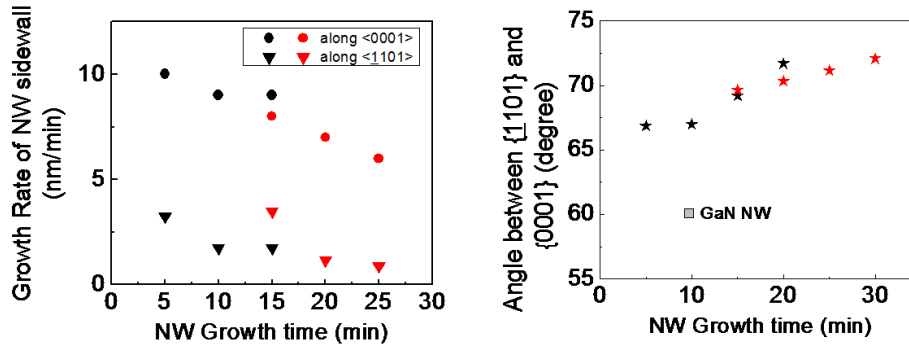 Growth Rate of NW sidewall
(nm/min)
10
5
0
0 5 10 15 20 25 30
NW Growth time (min)
along <0001>
along <1101>
Angle between {1101} and
{0001} (degree)
75
70
65
60
55
0 10 20 30
NW Growth time (min)
GaN NW